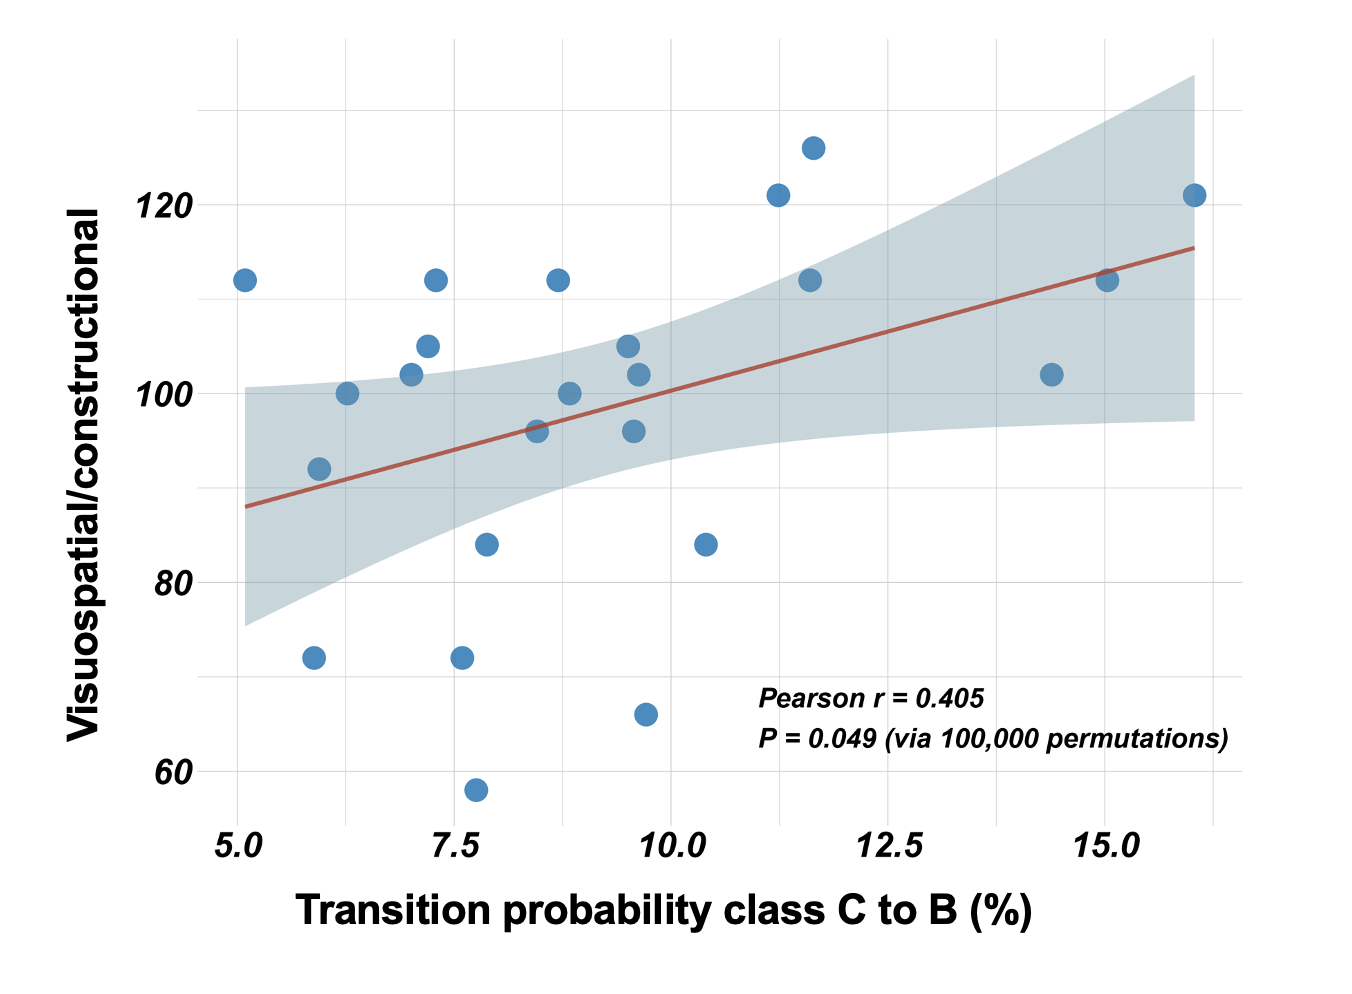 Visuospatial/constructional
120
100
80
60
Pearson r = 0.405
P = 0.049 (via 100,000 permutations)
5.0 7.5 10.0 12.5 15.0
Transition probability class C to B (%)